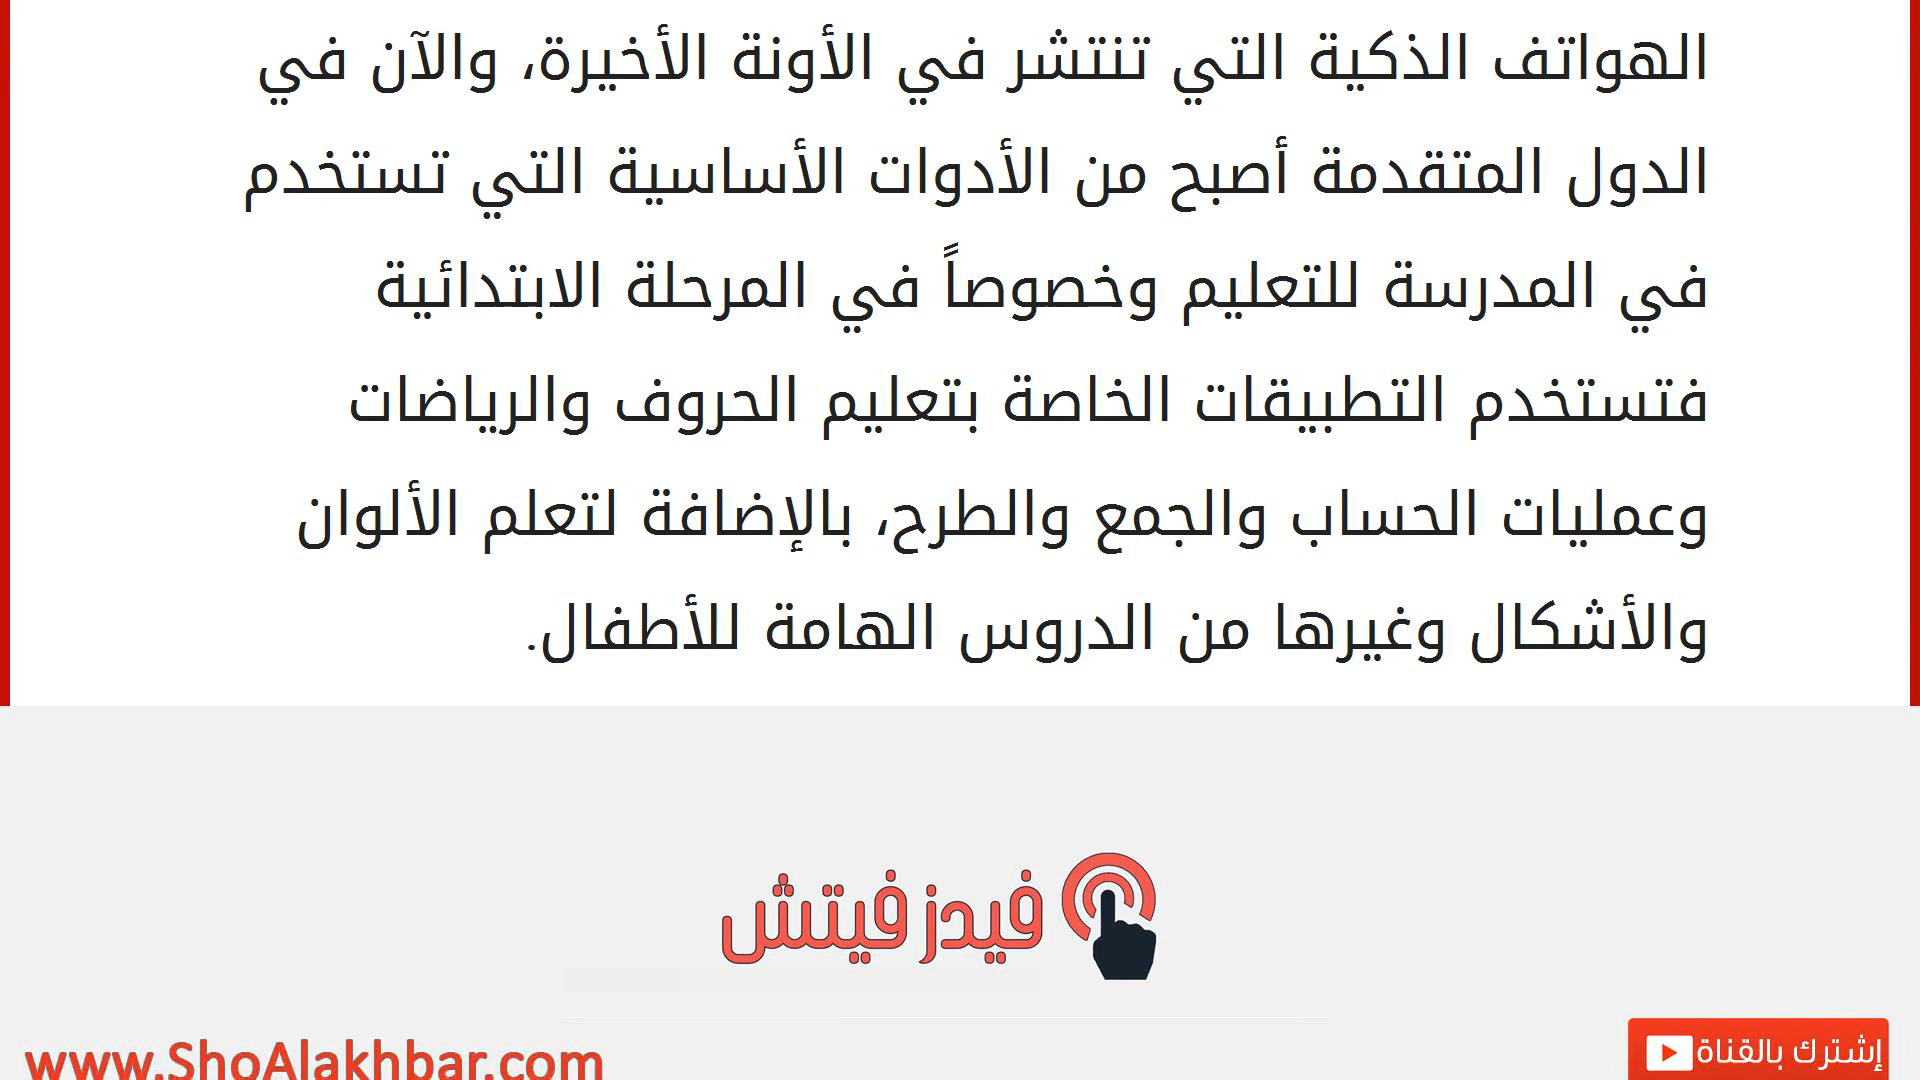 الهواتف الذكية التي تنتشر في الأونة الأخيرة، والآن في
الدول المتقدمة أصبح من الأدوات الأساسية التي تستخدم
في المدرسة للتعليم وخصوصاً في المرحلة الابتدائية
فتستخدم التطبيقات الخاصة بتعليم الحروف والرياضات
وعمليات الحساب والجمع والطرح، بالإضافة لتعلم الألوان
والأشكال وغيرها من الدروس الهامة للأطفال.
فيدز فيتش
www.ShoAlakhbar.com
إشترك بالقناة